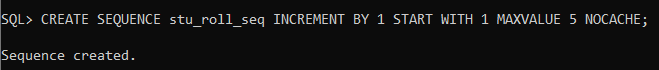 SQL> CREATE SEQUENCE stu_roll_seq INCREMENT BY 1 START WITH 1 MAXVALUE 5 NOCACHE;
Sequence created.